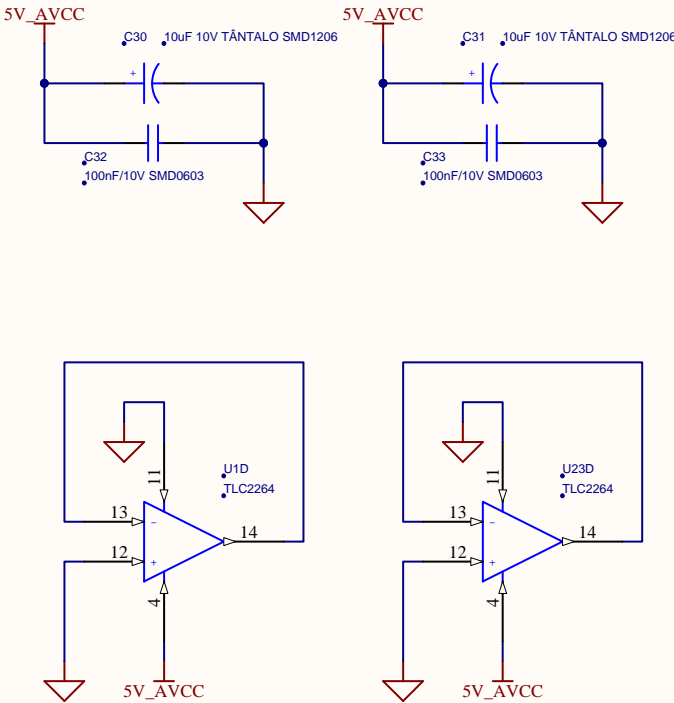 5V_AVCC
C30
10uF 10V TÂNTALO SMD1206
+
C32
100nF/10V SMD0603
5V_AVCC
C31
10uF 10V TÂNTALO SMD1206
+
C33
100nF/10V SMD0603
11
U1D
TLC2264
13
-
14
12
+
4
5V_AVCC
11
U23D
TLC2264
13
-
14
12
+
4
5V_AVCC